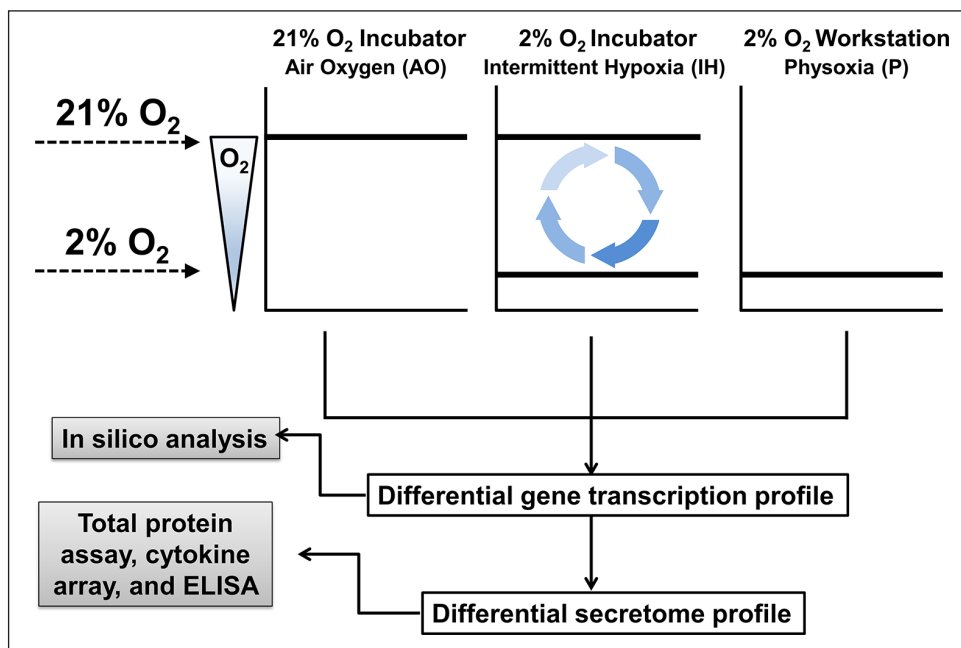 21% O₂ Incubator
Air Oxygen (AO)
2% O₂ Incubator
Intermittent Hypoxia (IH)
2% O₂ Workstation
Physoxia (P)
21% O₂
O₂
2% O₂
In silico analysis
Differential gene transcription profile
Total protein
assay, cytokine
array, and ELISA
Differential secretome profile